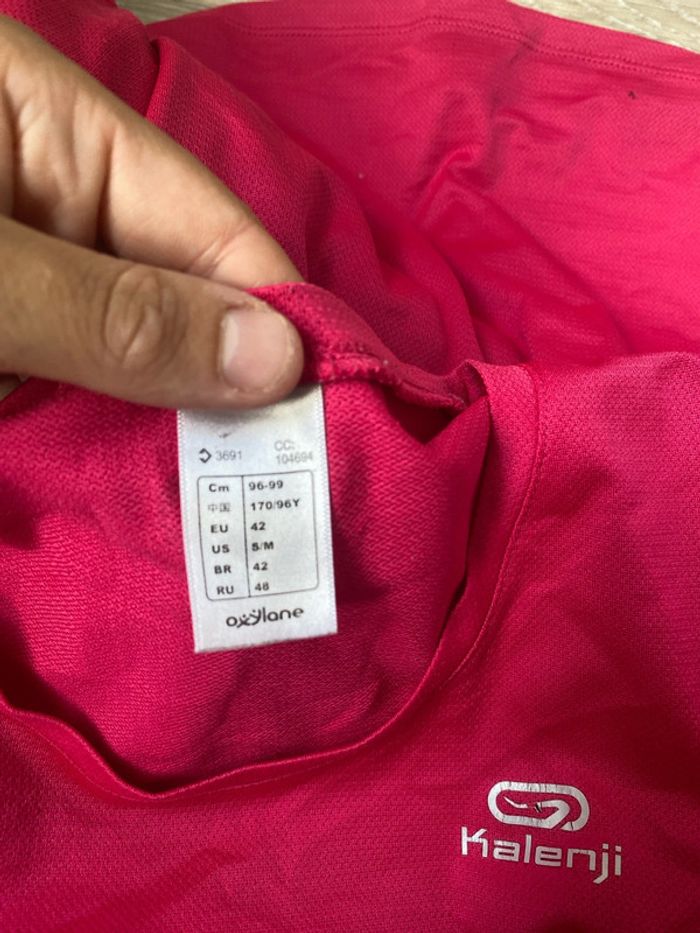 3691 CC:
104694
Cm 96-99
中国 170/96Y
EU 42
US S/M
BR 42
RU 48
oxylane
Kalenji